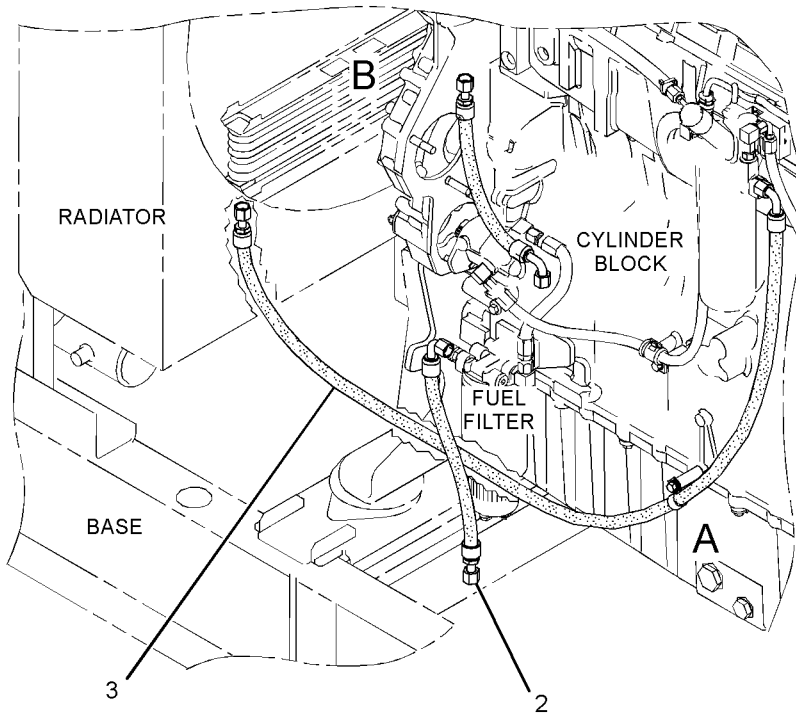 B
RADIATOR
CYLINDER
BLOCK
FUEL
FILTER
BASE
A
3
2